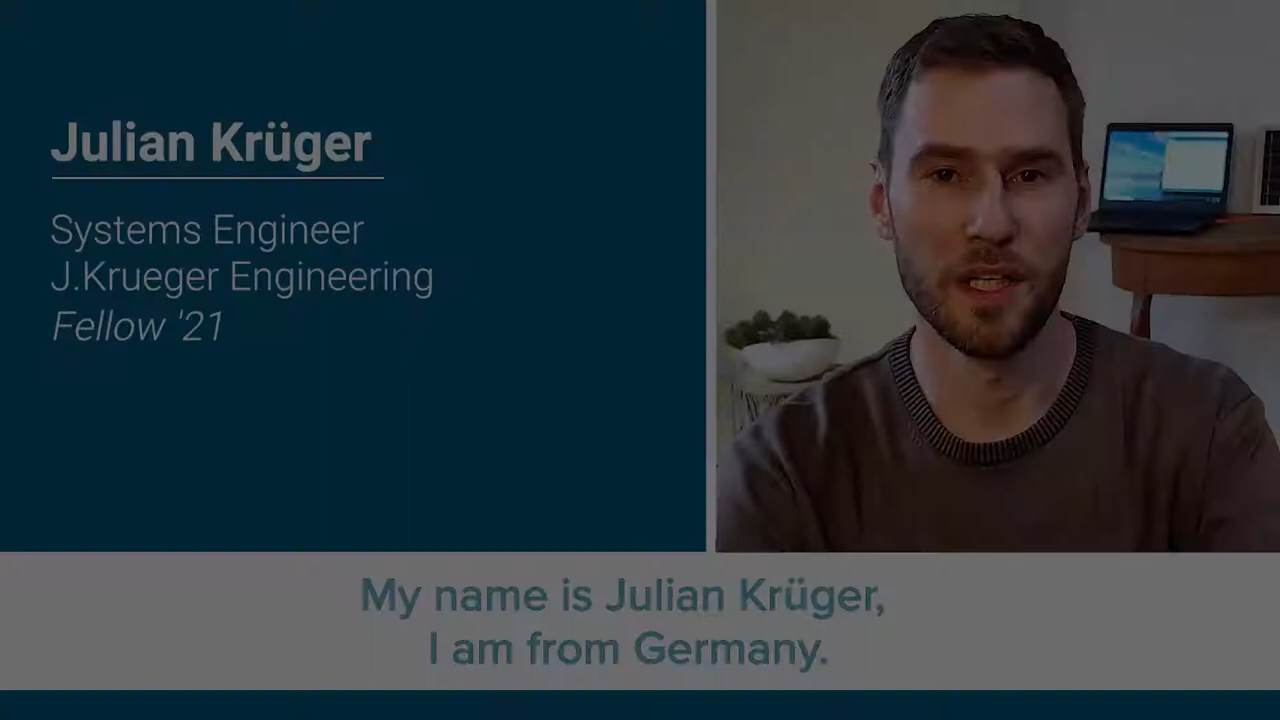 Julian Krüger
Systems Engineer
J.Krueger Engineering
Fellow '21
My name is Julian Krüger,
I am from Germany.